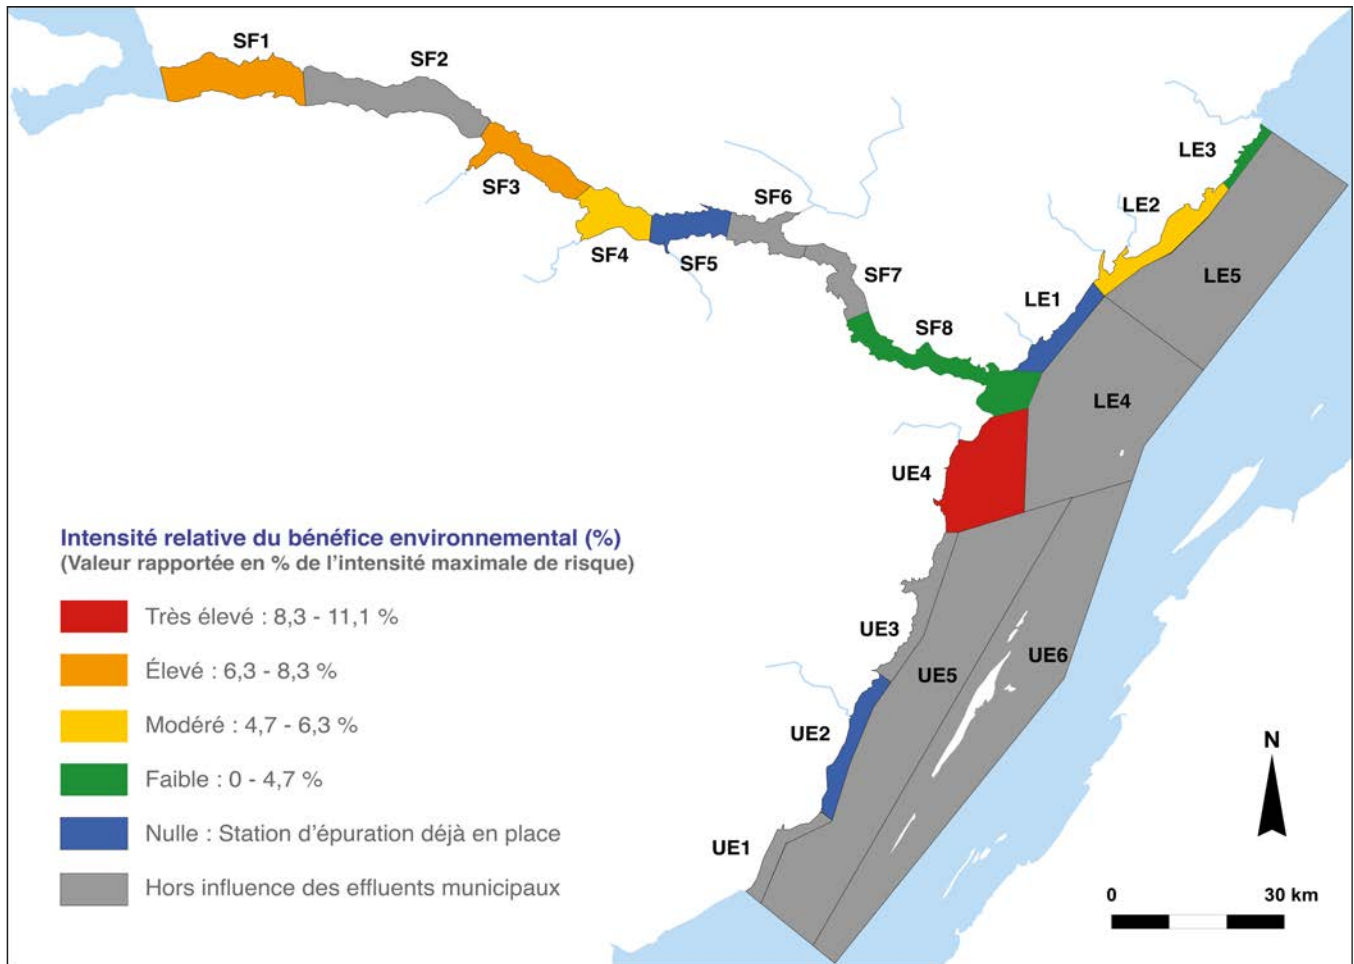 SF1
SF2
SF3
SF4
SF5
SF6
SF7
SF8
LE3
LE2
LE1
LE5
LE4
UE4
UE3
UE5
UE6
UE2
UE1
Intensité relative du bénéfice environnemental (%)
(Valeur rapportée en % de l'intensité maximale de risque)
Très élevé : 8,3 - 11,1 %
Élevé : 6,3 - 8,3 %
Modéré : 4,7 - 6,3 %
Faible : 0 - 4,7 %
Nulle : Station d'épuration déjà en place
Hors influence des effluents municipaux
N
0 30 km